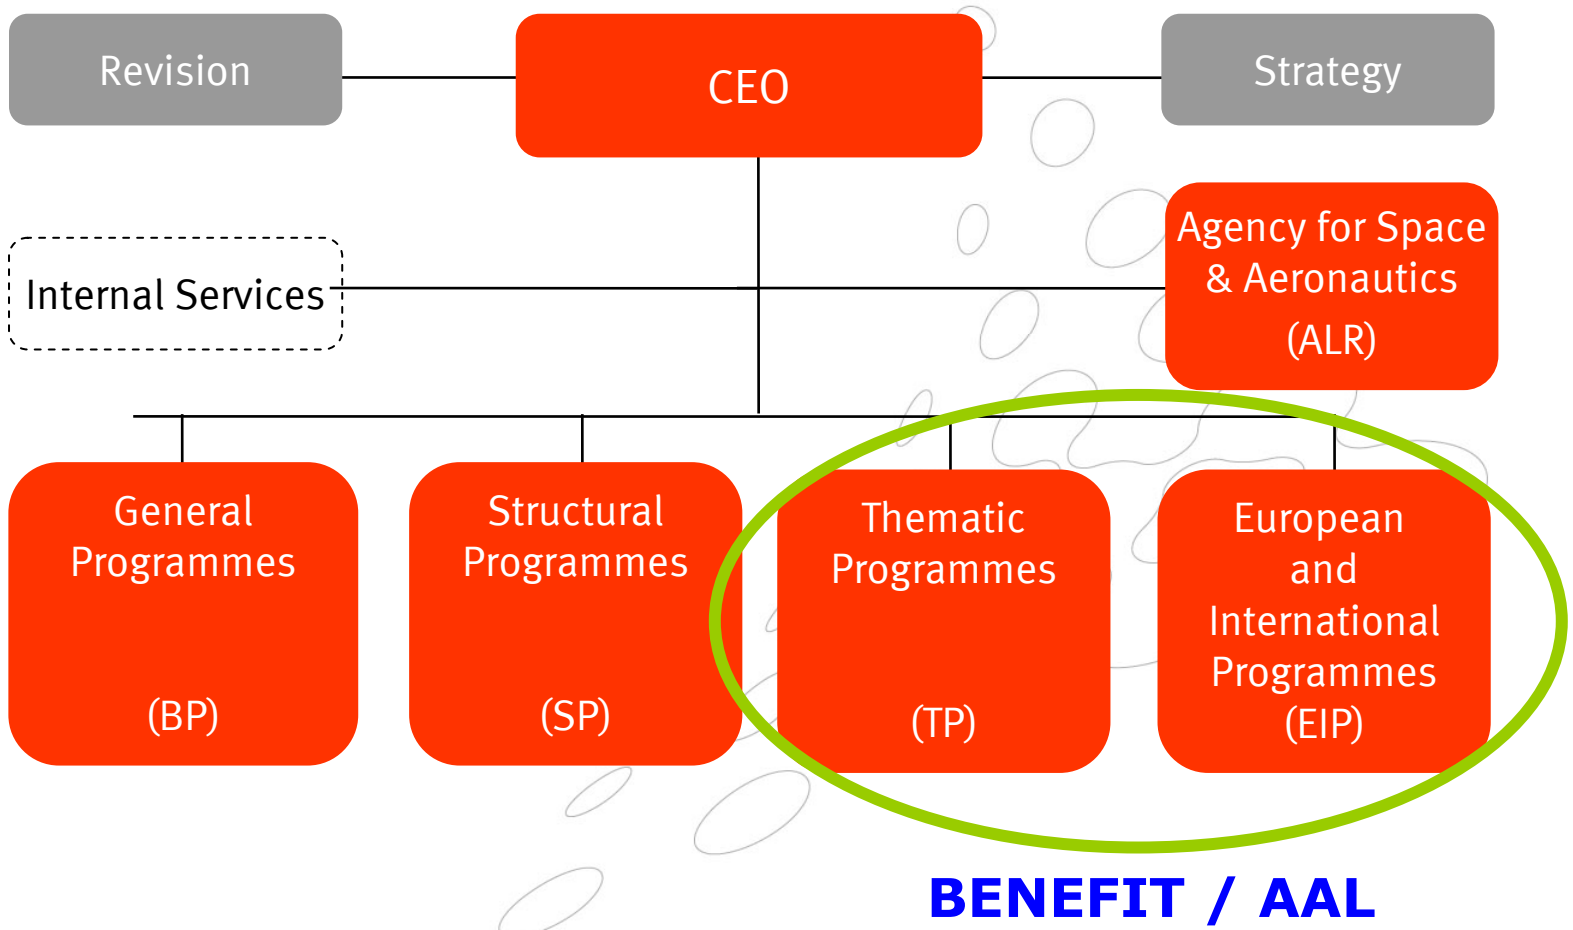 Revision
CEO
Strategy
Agency for Space
& Aeronautics
(ALR)
Internal Services
General
Programmes
(BP)
Structural
Programmes
(SP)
Thematic
Programmes
(TP)
European
and
International
Programmes
(EIP)
BENEFIT / AAL